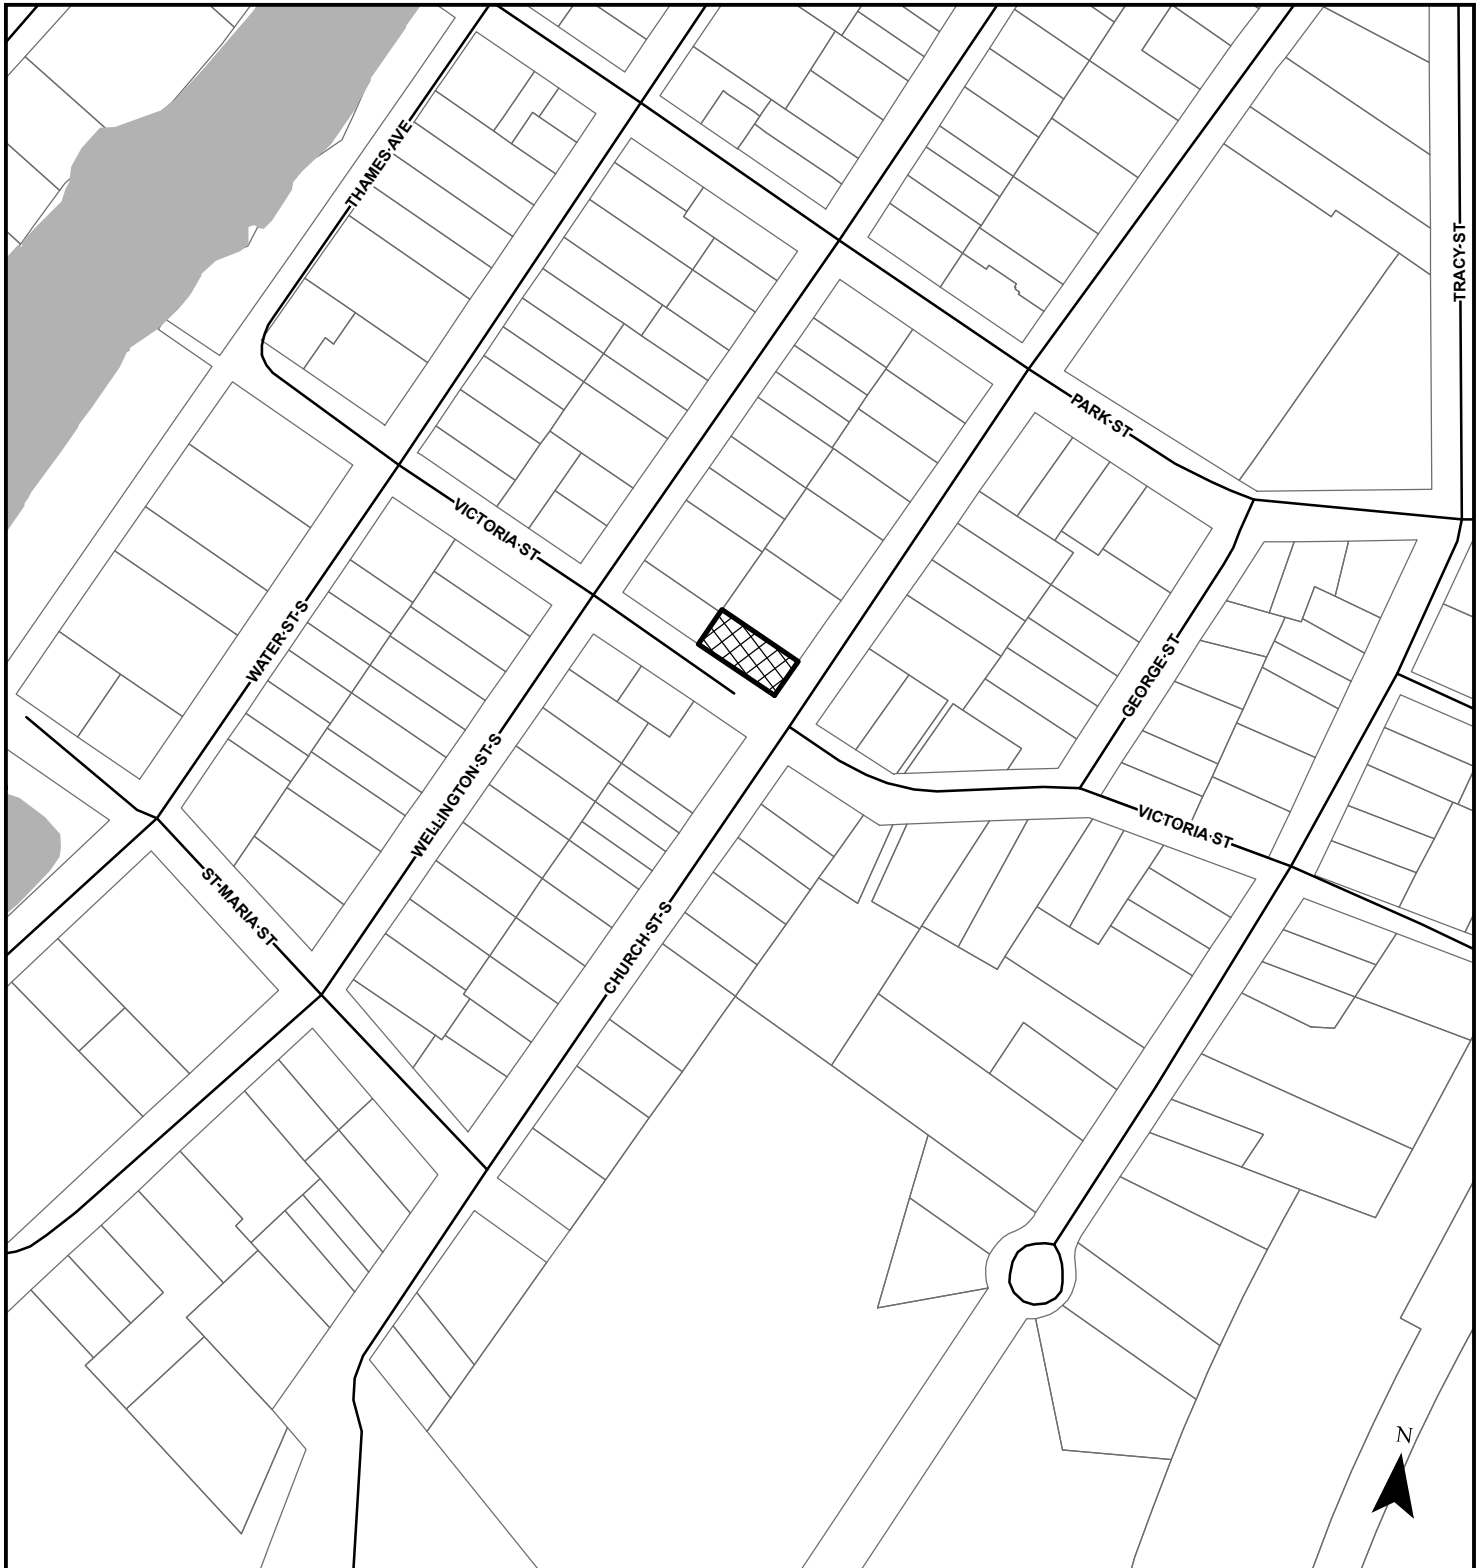 THAMES AVE
TRACY ST
PARK ST
VICTORIA ST
WATER ST S
GEORGE ST
WELLINGTON ST S
VICTORIA ST
ST MARIA ST
CHURCH ST S
N